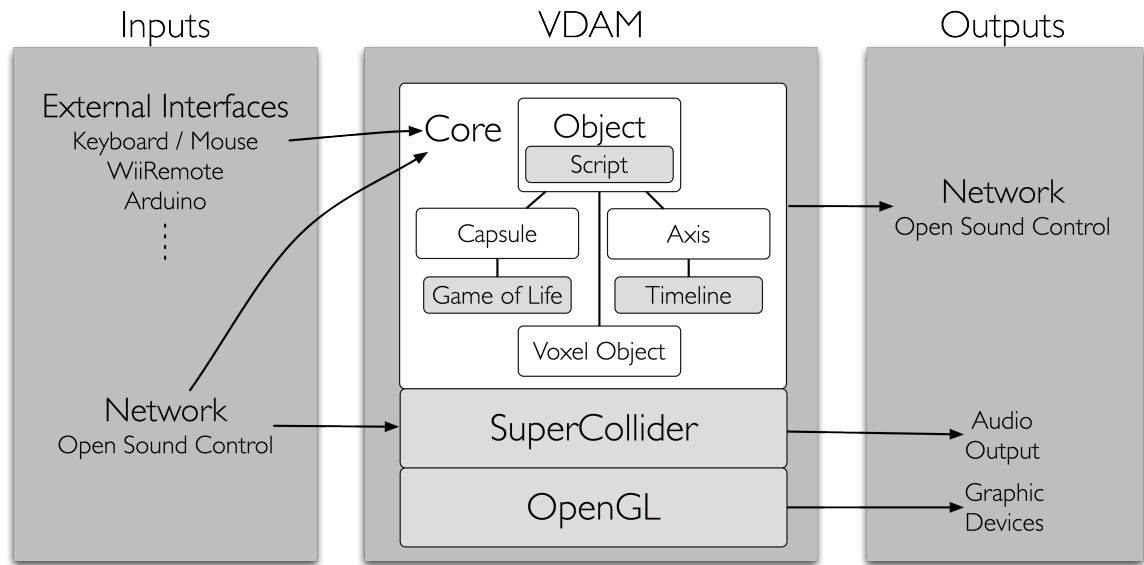 Inputs
VDAM
Outputs
External Interfaces
Keyboard / Mouse
WiiRemote
Arduino
Network
Open Sound Control
Core
Object
Script
Capsule
Axis
Game of Life
Timeline
Voxel Object
SuperCollider
OpenGL
Network
Open Sound Control
Audio
Output
Graphic
Devices